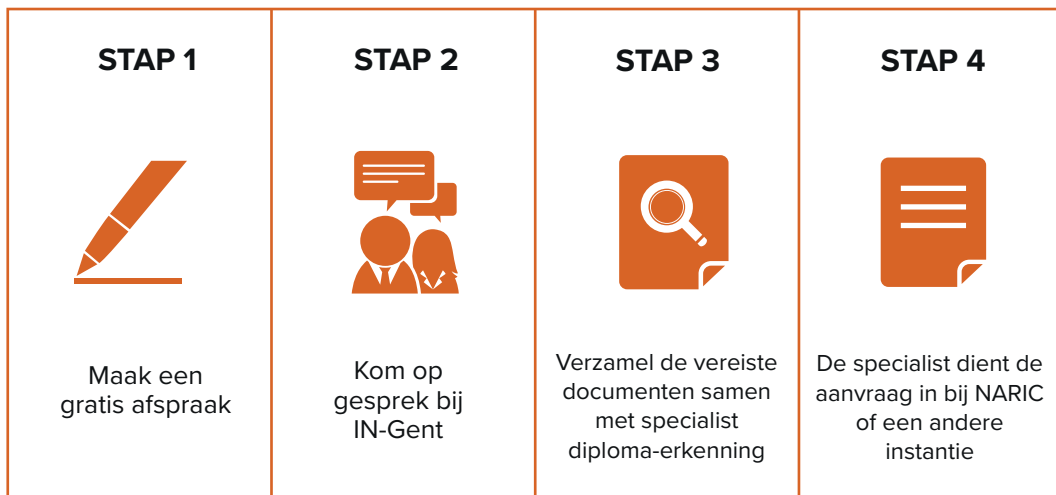 STAP 1
Maak een
gratis afspraak
STAP 2
Kom op
gesprek bij
IN-Gent
STAP 3
Verzamel de vereiste
documenten samen
met specialist
diploma-erkenning
STAP 4
De specialist dient de
aanvraag in bij NARIC
of een andere
instantie